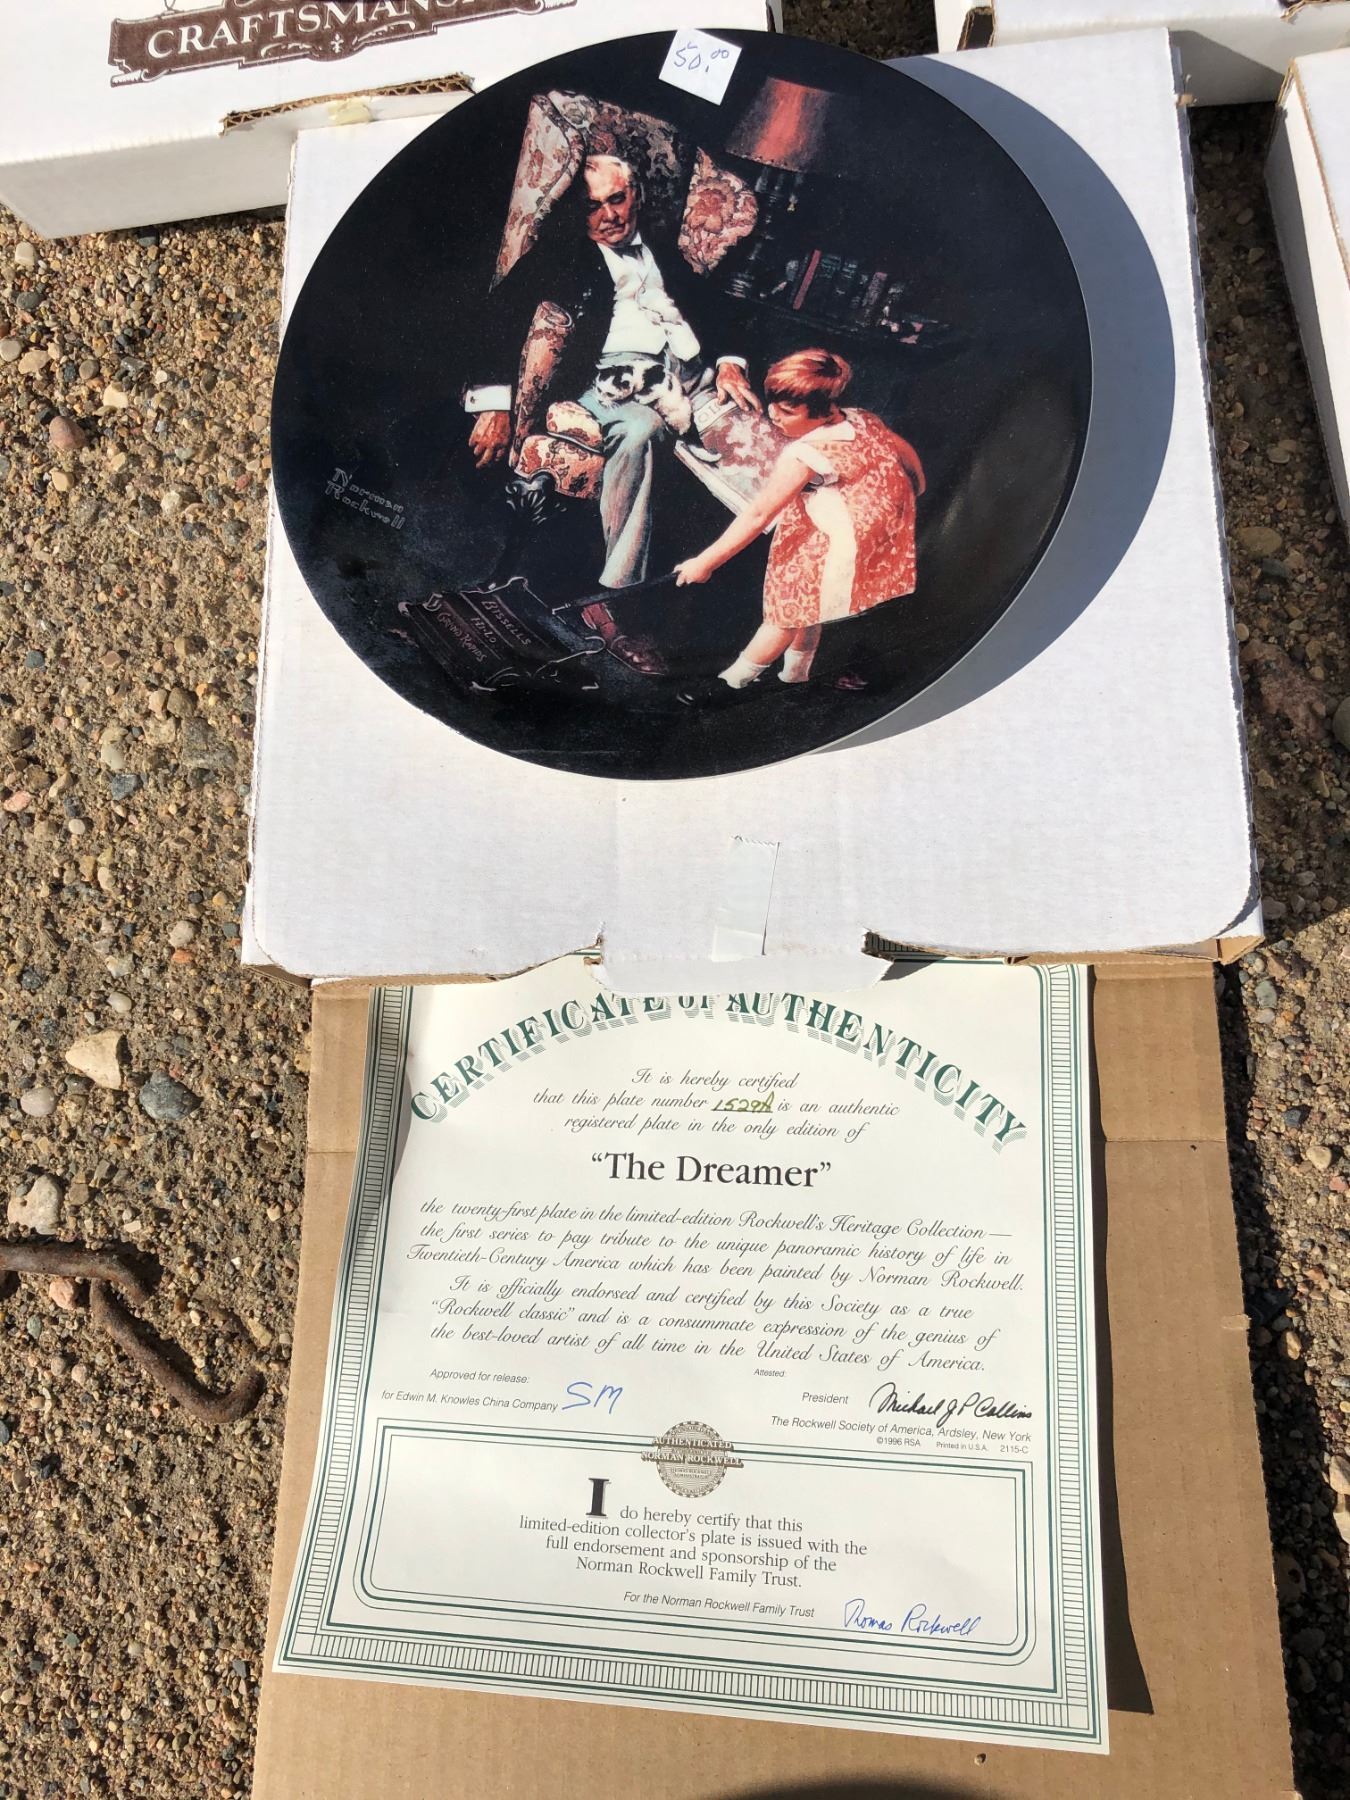 CRAFTSMANS
50.00
Norman
Rockwell
BISSELLS
HI-LO
GRAND RAPIDS
CERTIFICATE OF AUTHENTICITY
It is hereby certified
that this plate number 1529A is an authentic
registered plate in the only edition of
“The Dreamer”
the twenty-first plate in the limited-edition Rockwell's Heritage Collection—
the first series to pay tribute to the unique panoramic history of life in
Twentieth-Century America which has been painted by Norman Rockwell.
It is officially endorsed and certified by this Society as a true
“Rockwell classic” and is a consummate expression of the genius of
the best-loved artist of all time in the United States of America.
Approved for release:
for Edwin M. Knowles China Company SM
Attested:
President Michael J P Collins
The Rockwell Society of America, Ardsley, New York
©1996 RSA Printed in U.S.A. 2115-C
AUTHENTICATED
NORMAN ROCKWELL
I do hereby certify that this
limited-edition collector's plate is issued with the
full endorsement and sponsorship of the
Norman Rockwell Family Trust.
For the Norman Rockwell Family Trust Thomas Rockwell